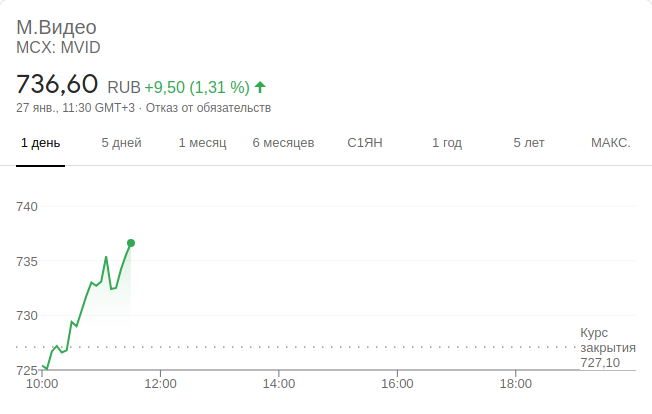 М.Видео
MCX: MVID
736,60 RUB +9,50 (1,31 %)
27 янв., 11:30 GMT+3 · Отказ от обязательств
1 день 5 дней 1 месяц 6 месяцев С1ЯН 1 год 5 лет МАКС.
740
735
730
Курс
закрытия
727,10
725
10:00 12:00 14:00 16:00 18:00